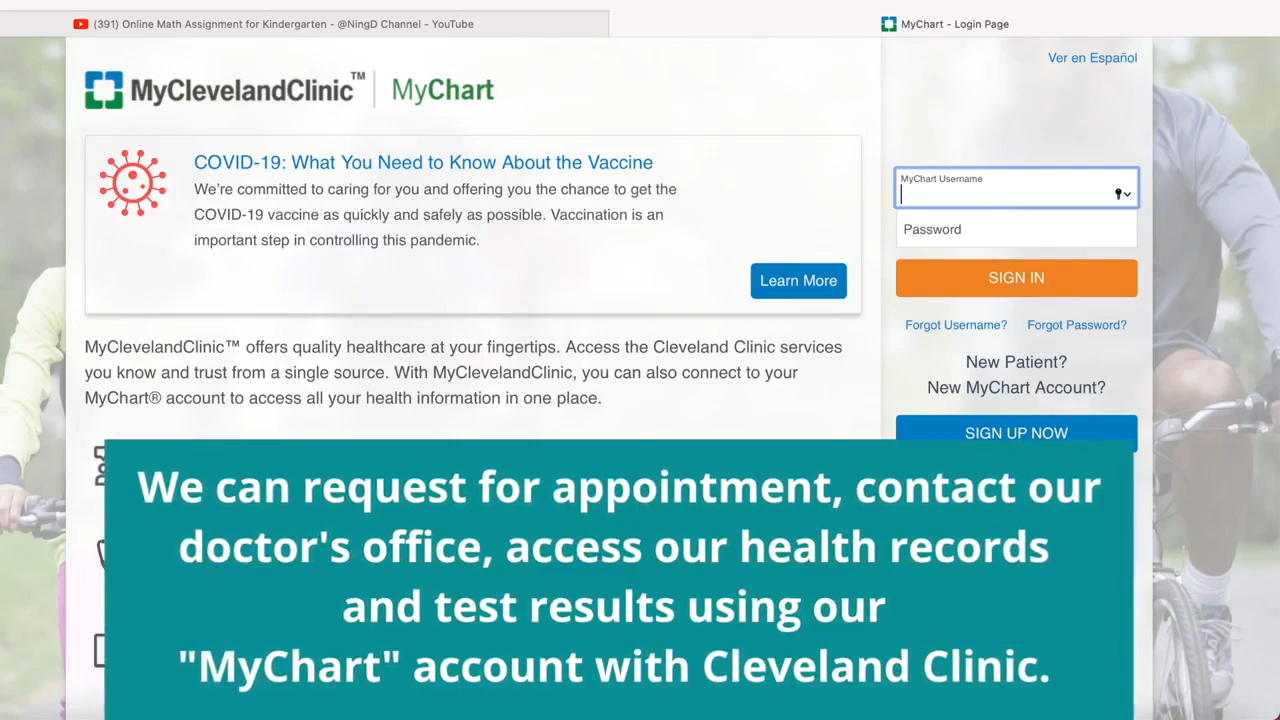 (391) Online Math Assignment for Kindergarten - @NingD Channel - YouTube
MyChart - Login Page
Ver en Español
MyClevelandClinic™ | MyChart
COVID-19: What You Need to Know About the Vaccine
We're committed to caring for you and offering you the chance to get the
COVID-19 vaccine as quickly and safely as possible. Vaccination is an
important step in controlling this pandemic.
Learn More
MyClevelandClinic™ offers quality healthcare at your fingertips. Access the Cleveland Clinic services
you know and trust from a single source. With MyClevelandClinic, you can also connect to your
MyChart® account to access all your health information in one place.
MyChart Username
Password
SIGN IN
Forgot Username? Forgot Password?
New Patient?
New MyChart Account?
SIGN UP NOW
We can request for appointment, contact our
doctor's office, access our health records
and test results using our
"MyChart" account with Cleveland Clinic.